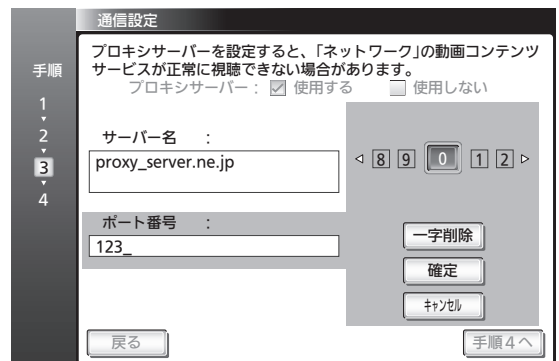 通信設定
プロキシサーバーを設定すると、「ネットワーク」の動画コンテンツ
サービスが正常に視聴できない場合があります。
プロキシサーバー： 使用する 使用しない
手順
1
2
3
4
サーバー名 ：
proxy_server.ne.jp
8 9 0 1 2
ポート番号 ：
123_
一字削除
確定
ｷｬﾝｾﾙ
戻る
手順４へ